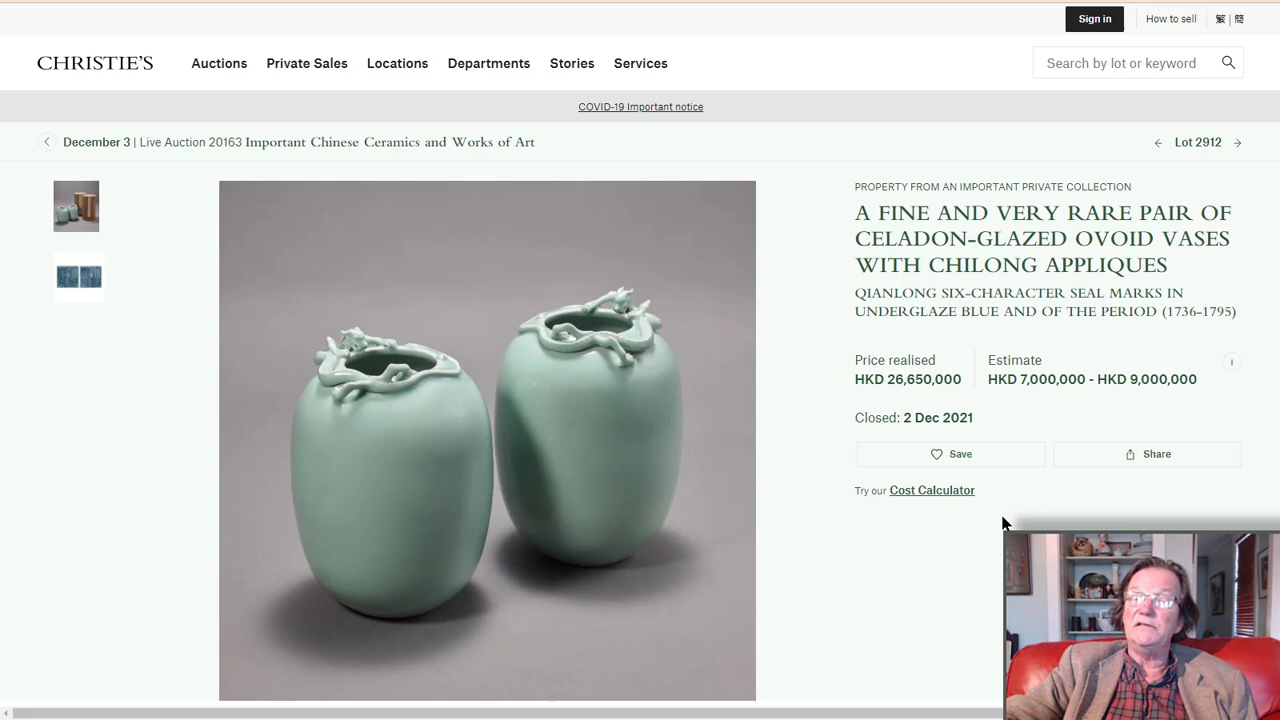 Sign in
How to sell
繁 | 簡
CHRISTIE'S
Auctions
Private Sales
Locations
Departments
Stories
Services
Search by lot or keyword
COVID-19 Important notice
December 3 | Live Auction 20163 Important Chinese Ceramics and Works of Art
Lot 2912
PROPERTY FROM AN IMPORTANT PRIVATE COLLECTION
A FINE AND VERY RARE PAIR OF
CELADON-GLAZED OVOID VASES
WITH CHILONG APPLIQUES
QIANLONG SIX-CHARACTER SEAL MARKS IN
UNDERGLAZE BLUE AND OF THE PERIOD (1736-1795)
Price realised
HKD 26,650,000
Estimate
HKD 7,000,000 - HKD 9,000,000
i
Closed: 2 Dec 2021
Save
Share
Try our Cost Calculator